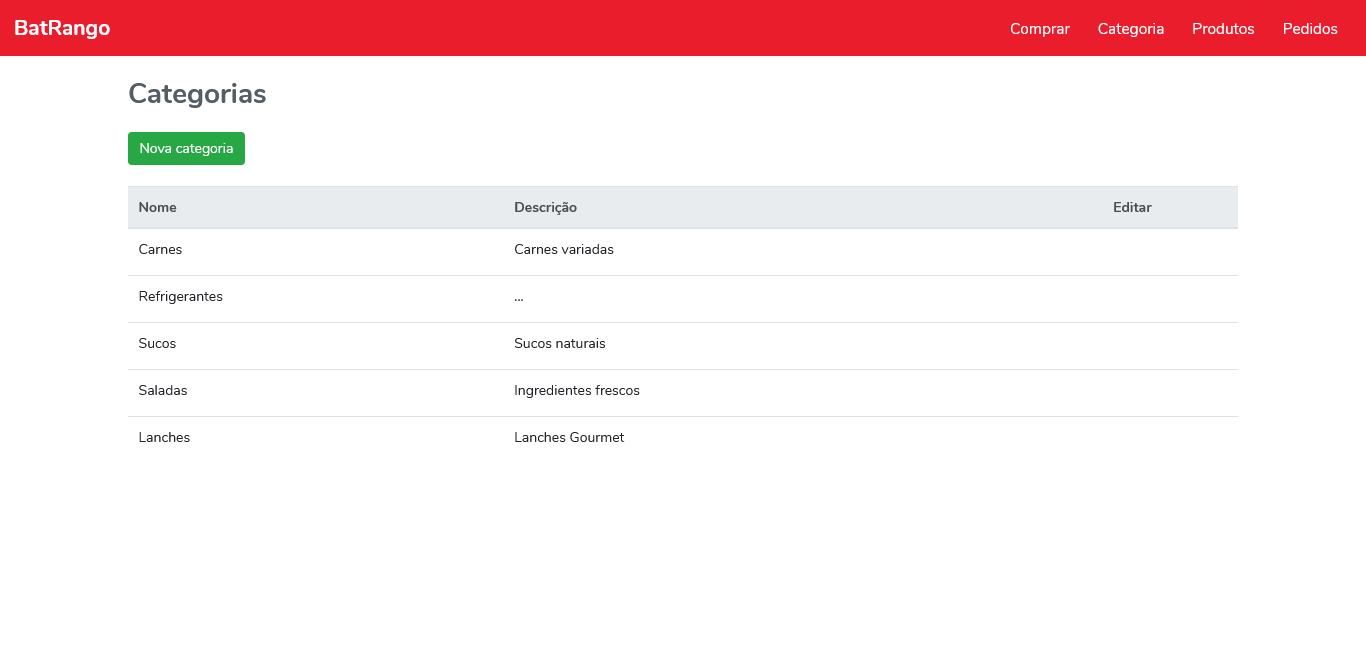 BatRango Comprar Categoria Produtos Pedidos
Categorias
Nova categoria
Nome Descrição Editar
Carnes Carnes variadas
Refrigerantes ...
Sucos Sucos naturais
Saladas Ingredientes frescos
Lanches Lanches Gourmet